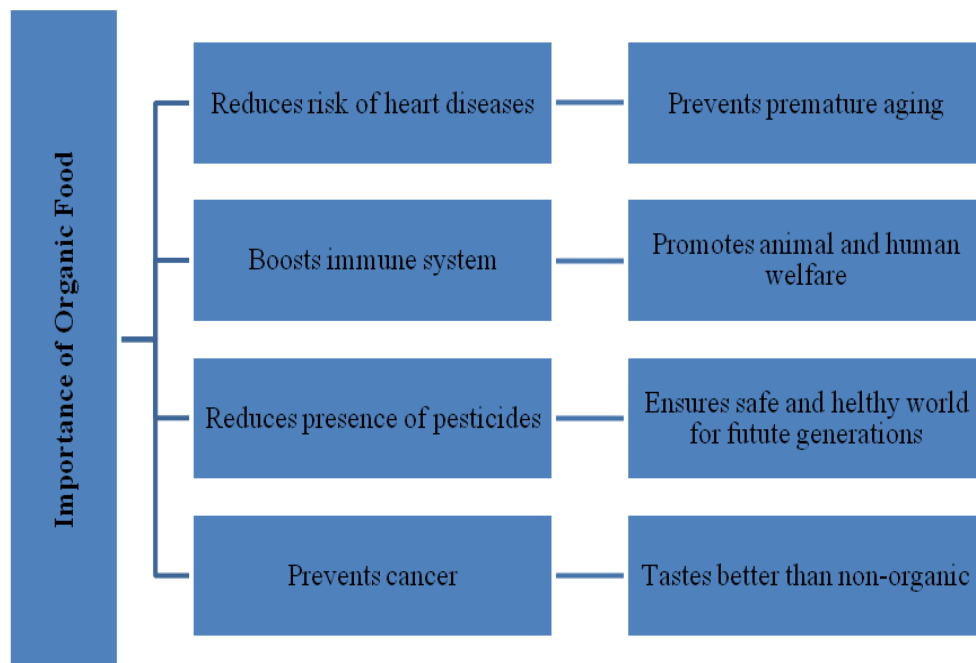 Importance of Organic Food
Reduces risk of heart diseases
Prevents premature aging
Boosts immune system
Promotes animal and human
welfare
Reduces presence of pesticides
Ensures safe and helthy world
for futute generations
Prevents cancer
Tastes better than non-organic